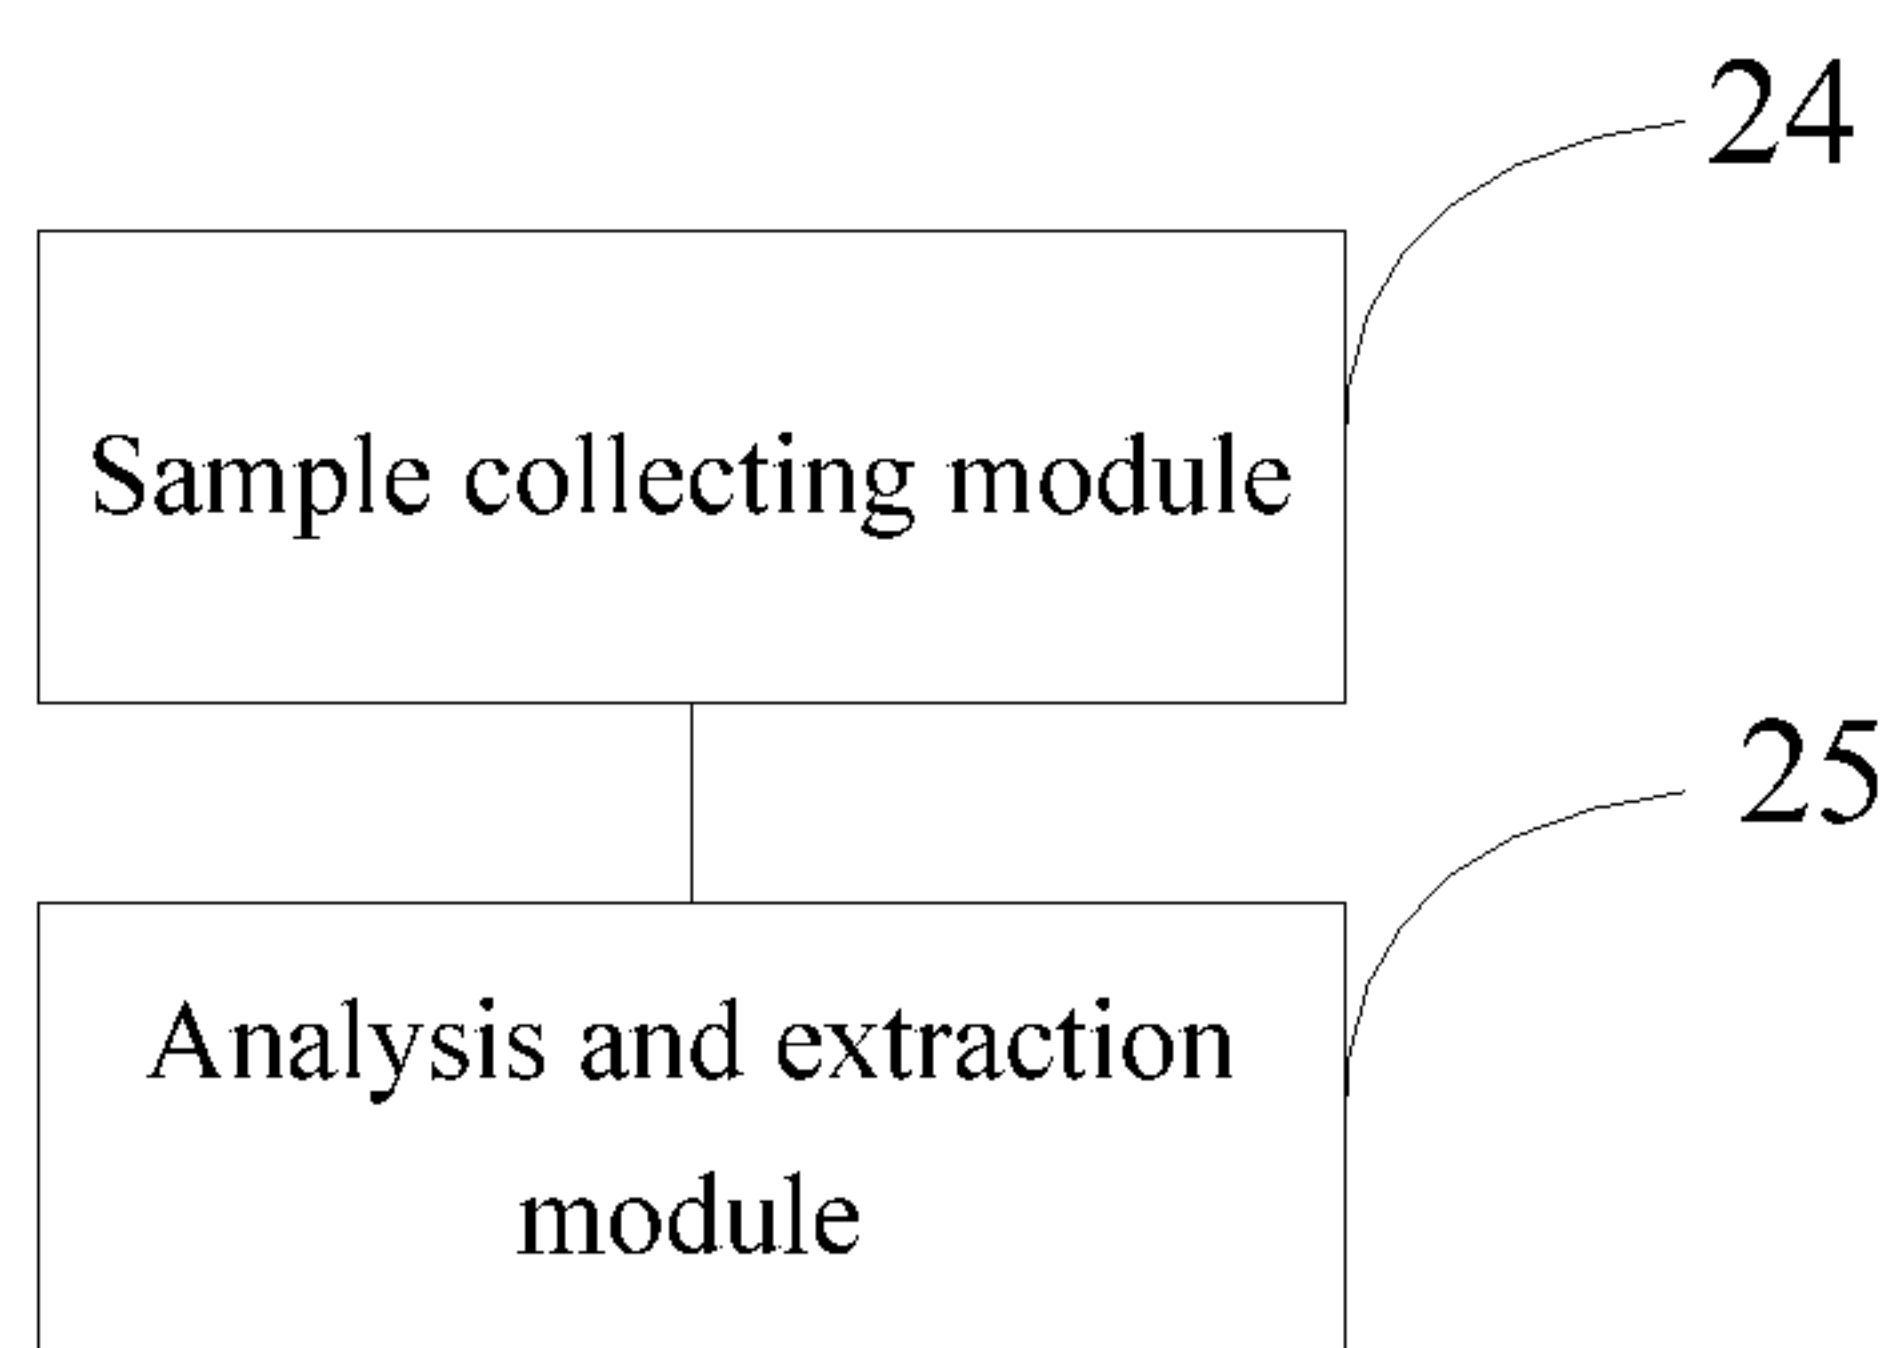 24
Sample collecting module
25
Analysis and extraction
module